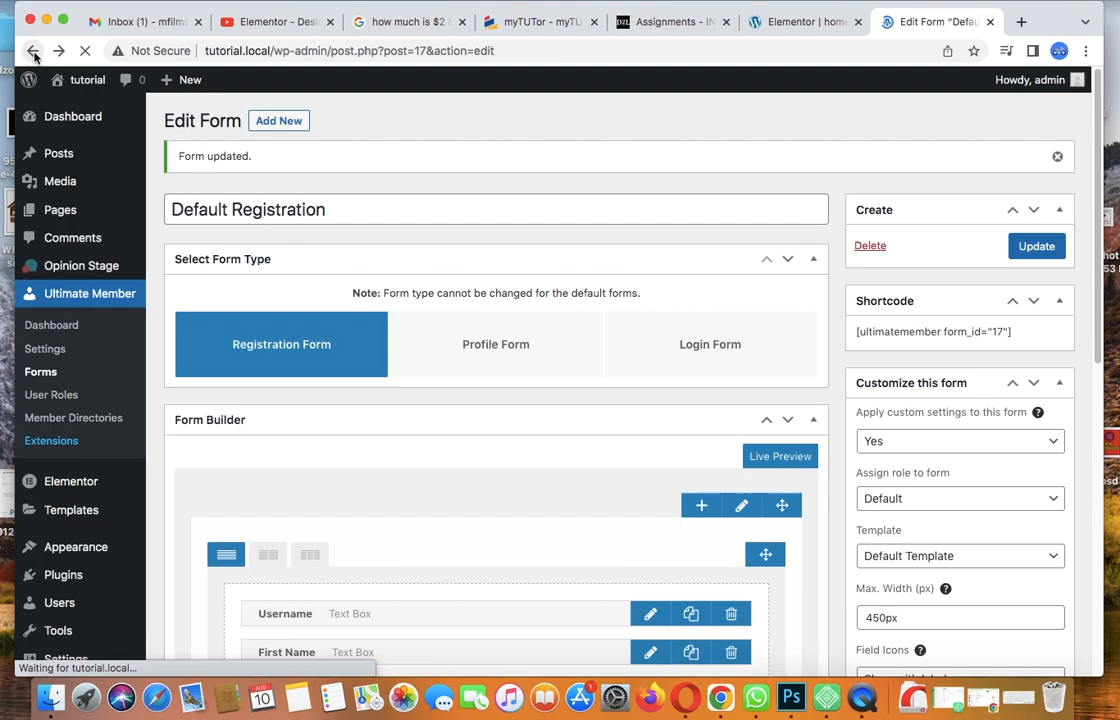 Inbox (1) - mfilms
Elementor - Des
how much is $2
myTUTor - myTU
Assignments - IN
Elementor | home
Edit Form "Defau
Not Secure
tutorial.local/wp-admin/post.php?post=17&action=edit
tutorial
0
New
Howdy, admin
Dashboard
Posts
Media
Pages
Comments
Opinion Stage
Ultimate Member
Dashboard
Settings
Forms
User Roles
Member Directories
Extensions
Elementor
Templates
Appearance
Plugins
Users
Tools
Settings
Waiting for tutorial.local...
Edit Form
Add New
Form updated.
Default Registration
Select Form Type
Note: Form type cannot be changed for the default forms.
Registration Form
Profile Form
Login Form
Form Builder
Live Preview
Username
Text Box
First Name
Text Box
Create
Delete
Update
Shortcode
[ultimatemember form_id="17"]
Customize this form
Apply custom settings to this form
Yes
Assign role to form
Default
Template
Default Template
Max. Width (px)
450px
Field Icons
AUG
10
Ps